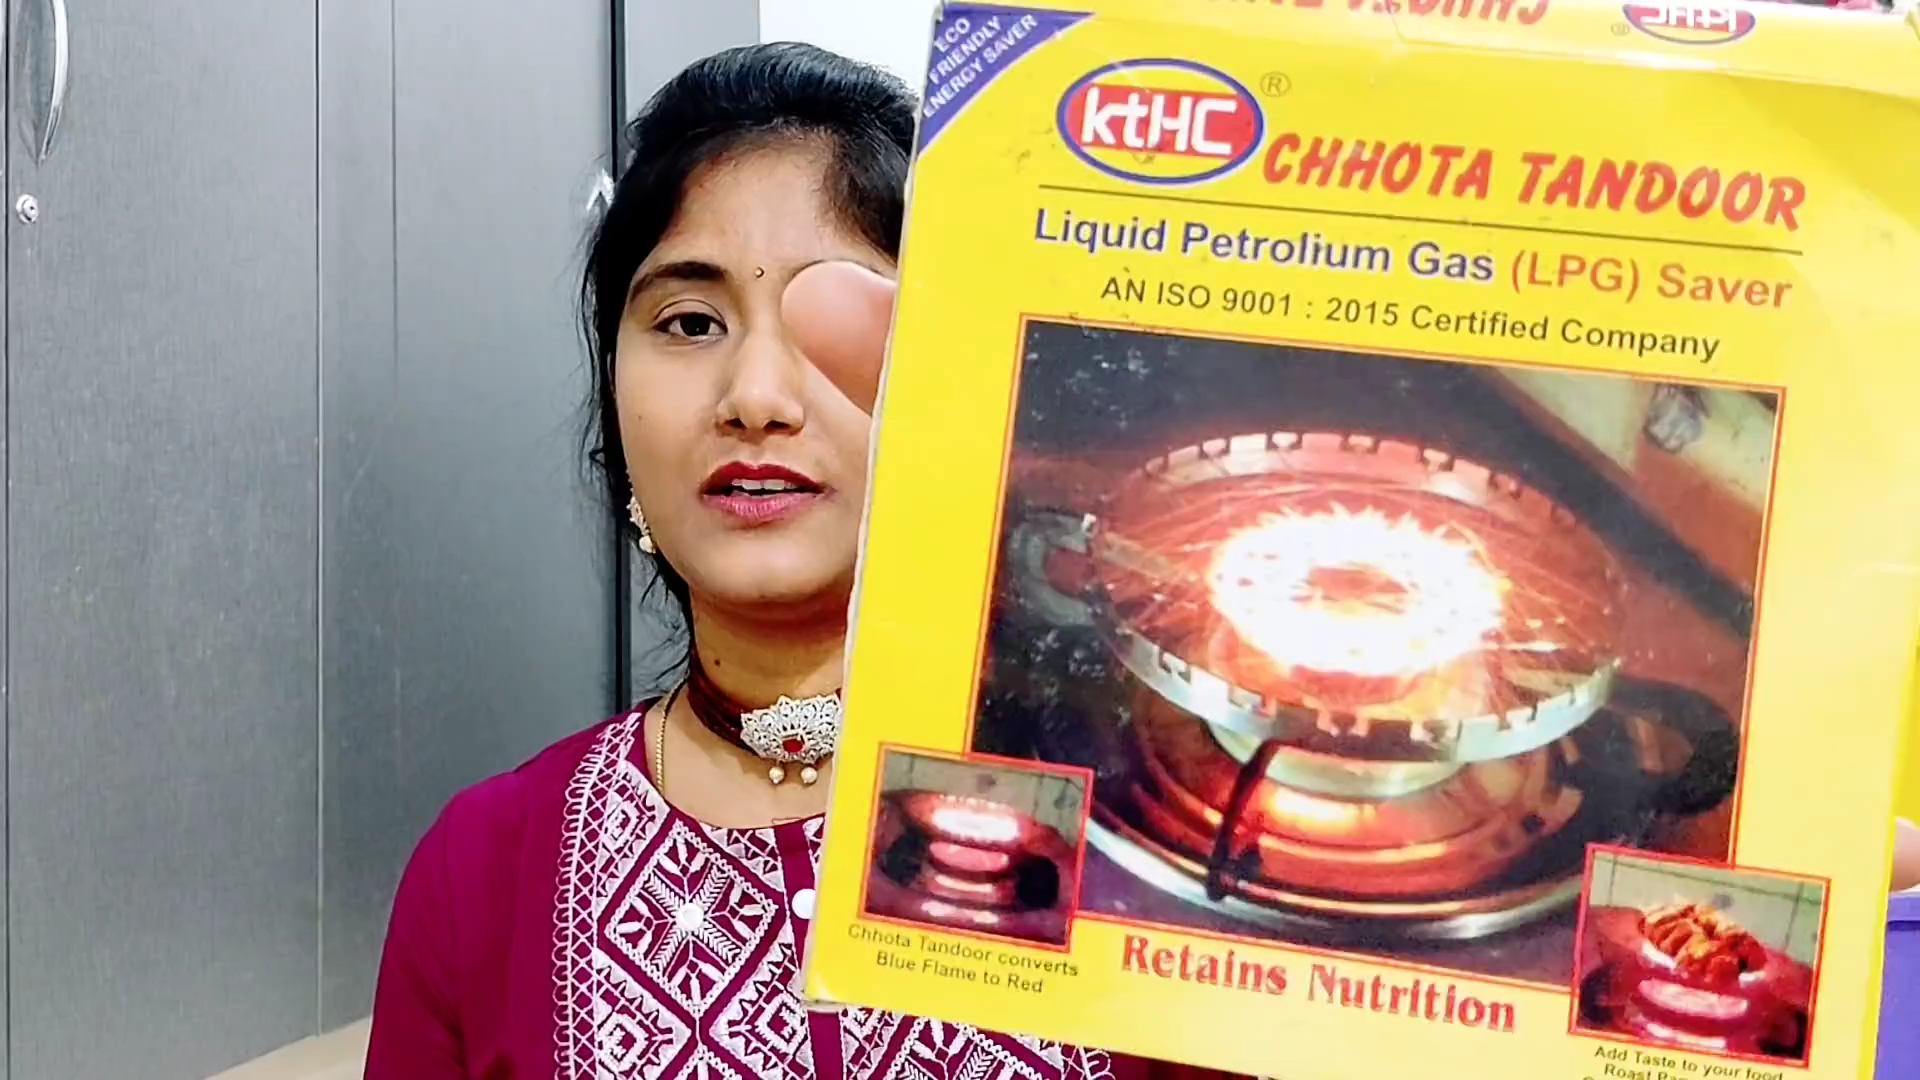 ECO
FRIENDLY
ENERGY SAVER
ktHC ®
CHHOTA TANDOOR
Liquid Petrolium Gas (LPG) Saver
AN ISO 9001 : 2015 Certified Company
Chhota Tandoor converts
Blue Flame to Red
Retains Nutrition
Add Taste to your food
Roast